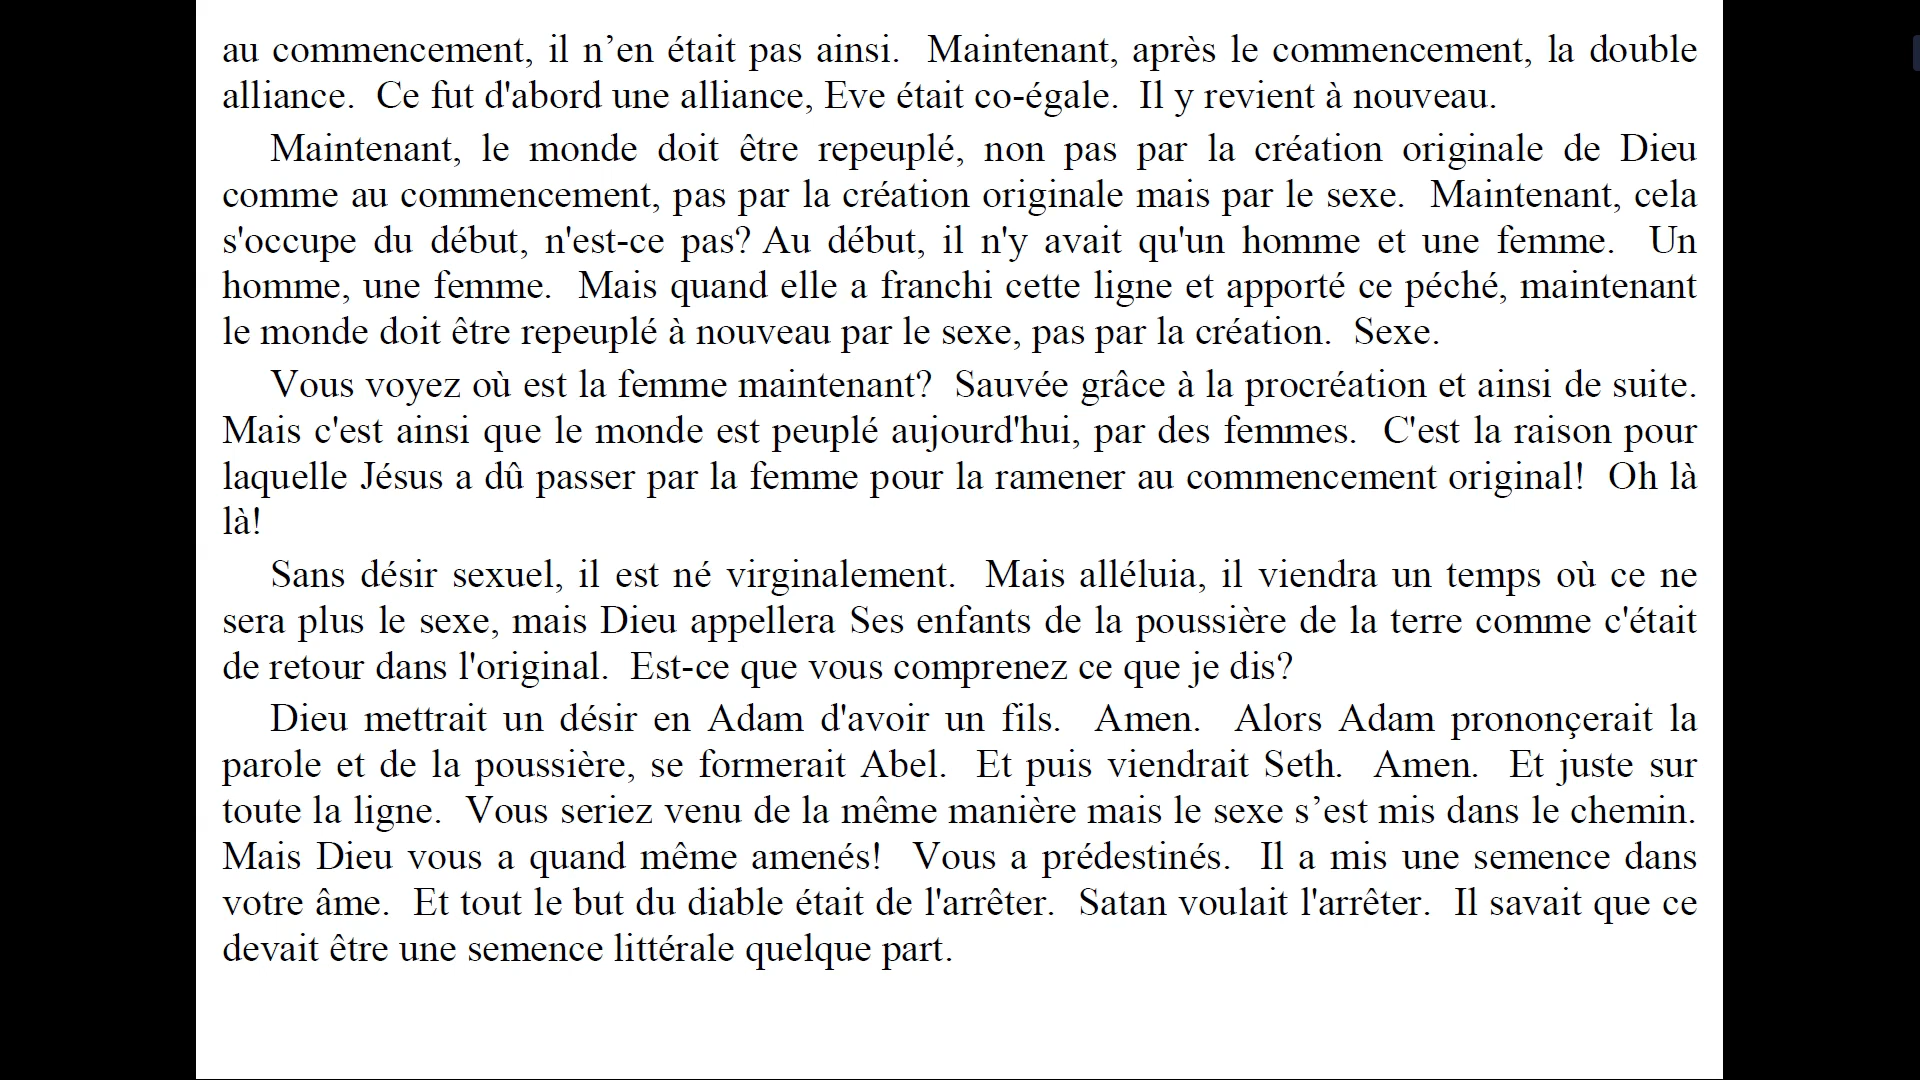 au commencement, il n’en était pas ainsi.  Maintenant, après le commencement, la double
alliance.  Ce fut d'abord une alliance, Eve était co-égale.  Il y revient à nouveau.
Maintenant, le monde doit être repeuplé, non pas par la création originale de Dieu
comme au commencement, pas par la création originale mais par le sexe.  Maintenant, cela
s'occupe du début, n'est-ce pas? Au début, il n'y avait qu'un homme et une femme.  Un
homme, une femme.  Mais quand elle a franchi cette ligne et apporté ce péché, maintenant
le monde doit être repeuplé à nouveau par le sexe, pas par la création.  Sexe.
Vous voyez où est la femme maintenant?  Sauvée grâce à la procréation et ainsi de suite.
Mais c'est ainsi que le monde est peuplé aujourd'hui, par des femmes.  C'est la raison pour
laquelle Jésus a dû passer par la femme pour la ramener au commencement original!  Oh là
là!
Sans désir sexuel, il est né virginalement.  Mais alléluia, il viendra un temps où ce ne
sera plus le sexe, mais Dieu appellera Ses enfants de la poussière de la terre comme c'était
de retour dans l'original.  Est-ce que vous comprenez ce que je dis?
Dieu mettrait un désir en Adam d'avoir un fils.  Amen.  Alors Adam prononçerait la
parole et de la poussière, se formerait Abel.  Et puis viendrait Seth.  Amen.  Et juste sur
toute la ligne.  Vous seriez venu de la même manière mais le sexe s’est mis dans le chemin.
Mais Dieu vous a quand même amenés!  Vous a prédestinés.  Il a mis une semence dans
votre âme.  Et tout le but du diable était de l'arrêter.  Satan voulait l'arrêter.  Il savait que ce
devait être une semence littérale quelque part.